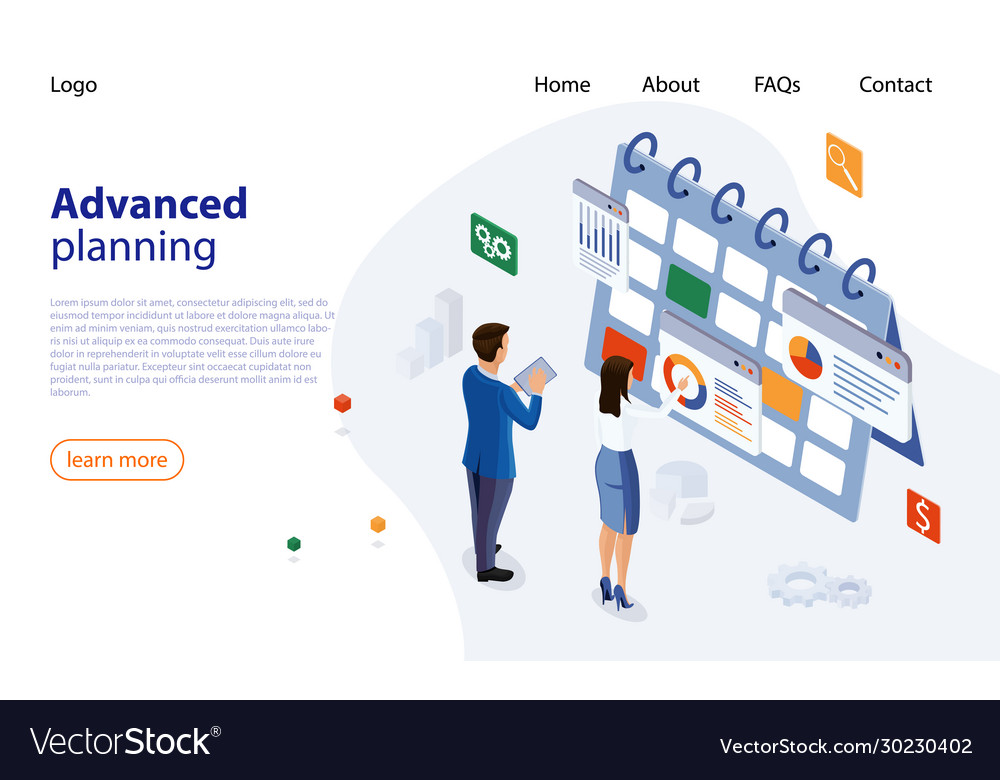 Logo Home About FAQs Contact
Advanced
planning
Lorem ipsum dolor sit am, consectetur adipiscing elit, sed do
eiusmod tempor incididunt ut labore et dolore magna aliqua. Ut
enim ad minim veniam, quis nostrud exercitation ullamco labo-
ris nisi ut aliquip ex ea commodo consequat. Duis aute irure
dolor in reprehenderit in voluptate velit esse cillum dolore eu
fugiat nulla pariatur. Excepteur sint occaecat cupidatat non
proident, sunt in culpa qui officia deserunt mollit anim id est
laborum.
learn more
$
VectorStock®
VectorStock.com/30230402